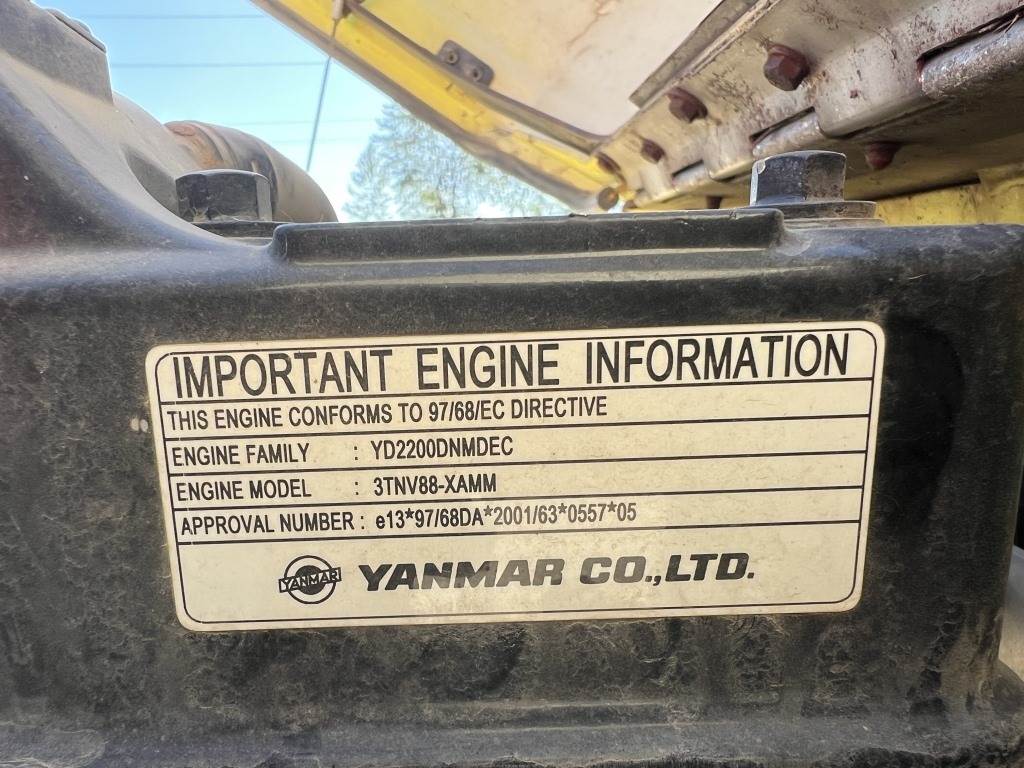 IMPORTANT ENGINE INFORMATION
THIS ENGINE CONFORMS TO 97/68/EC DIRECTIVE
ENGINE FAMILY : YD2200DNMDEC
ENGINE MODEL : 3TNV88-XAMM
APPROVAL NUMBER : e13*97/68DA*2001/63*0557*05
YANMAR YANMAR CO.,LTD.